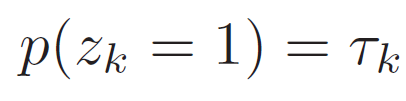 p(z_k = 1) = τ_k